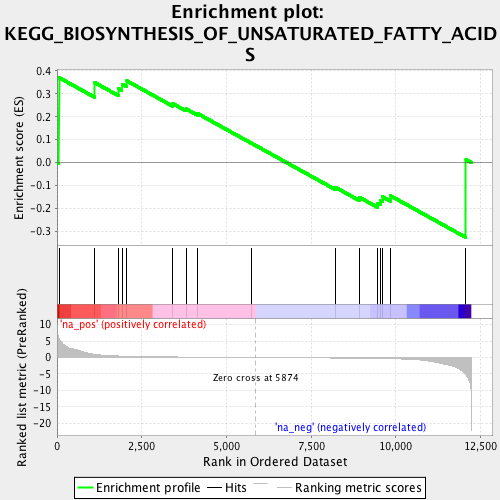 Enrichment plot:
KEGG_BIOSYNTHESIS_OF_UNSATURATED_FATTY_ACID
S
Enrichment score (ES)
0.4
0.3
0.2
0.1
0.0
-0.1
-0.2
-0.3
Ranked list metric (PreRanked)
10
5
0
-5
-10
-15
-20
'na_pos' (positively correlated)
Zero cross at 5874
'na_neg' (negatively correlated)
0
2,500
5,000
7,500
10,000
12,500
Rank in Ordered Dataset
Enrichment profile
Hits
Ranking metric scores